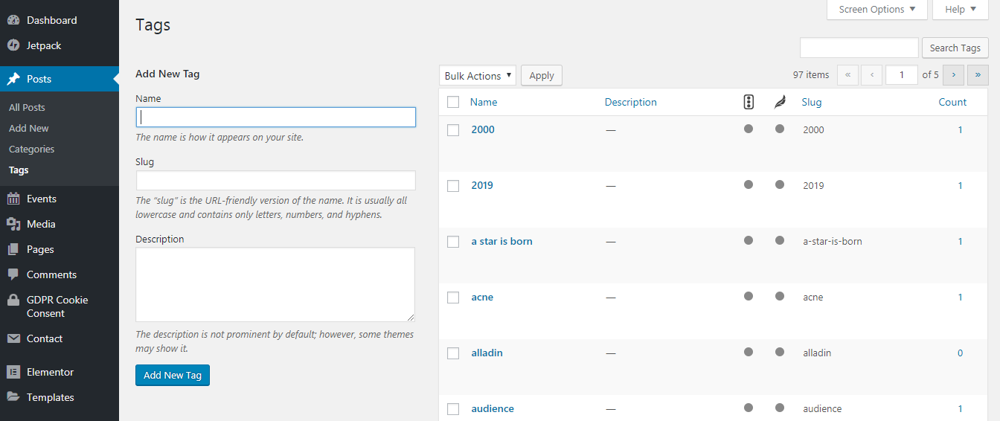 Dashboard
Jetpack
Posts
All Posts
Add New
Categories
Tags
Events
Media
Pages
Comments
GDPR Cookie
Consent
Contact
Elementor
Templates
Screen Options ▼
Help ▼
Tags
Search Tags
Add New Tag
Name
The name is how it appears on your site.
Slug
The “slug” is the URL-friendly version of the name. It is usually all
lowercase and contains only letters, numbers, and hyphens.
Description
The description is not prominent by default; however, some themes
may show it.
Add New Tag
Bulk Actions ▼ Apply 97 items « ‹ 1 of 5 › »
Name Description Slug Count
2000 — 2000 1
2019 — 2019 1
a star is born — a-star-is-born 1
acne — acne 1
alladin — alladin 0
audience — audience 1